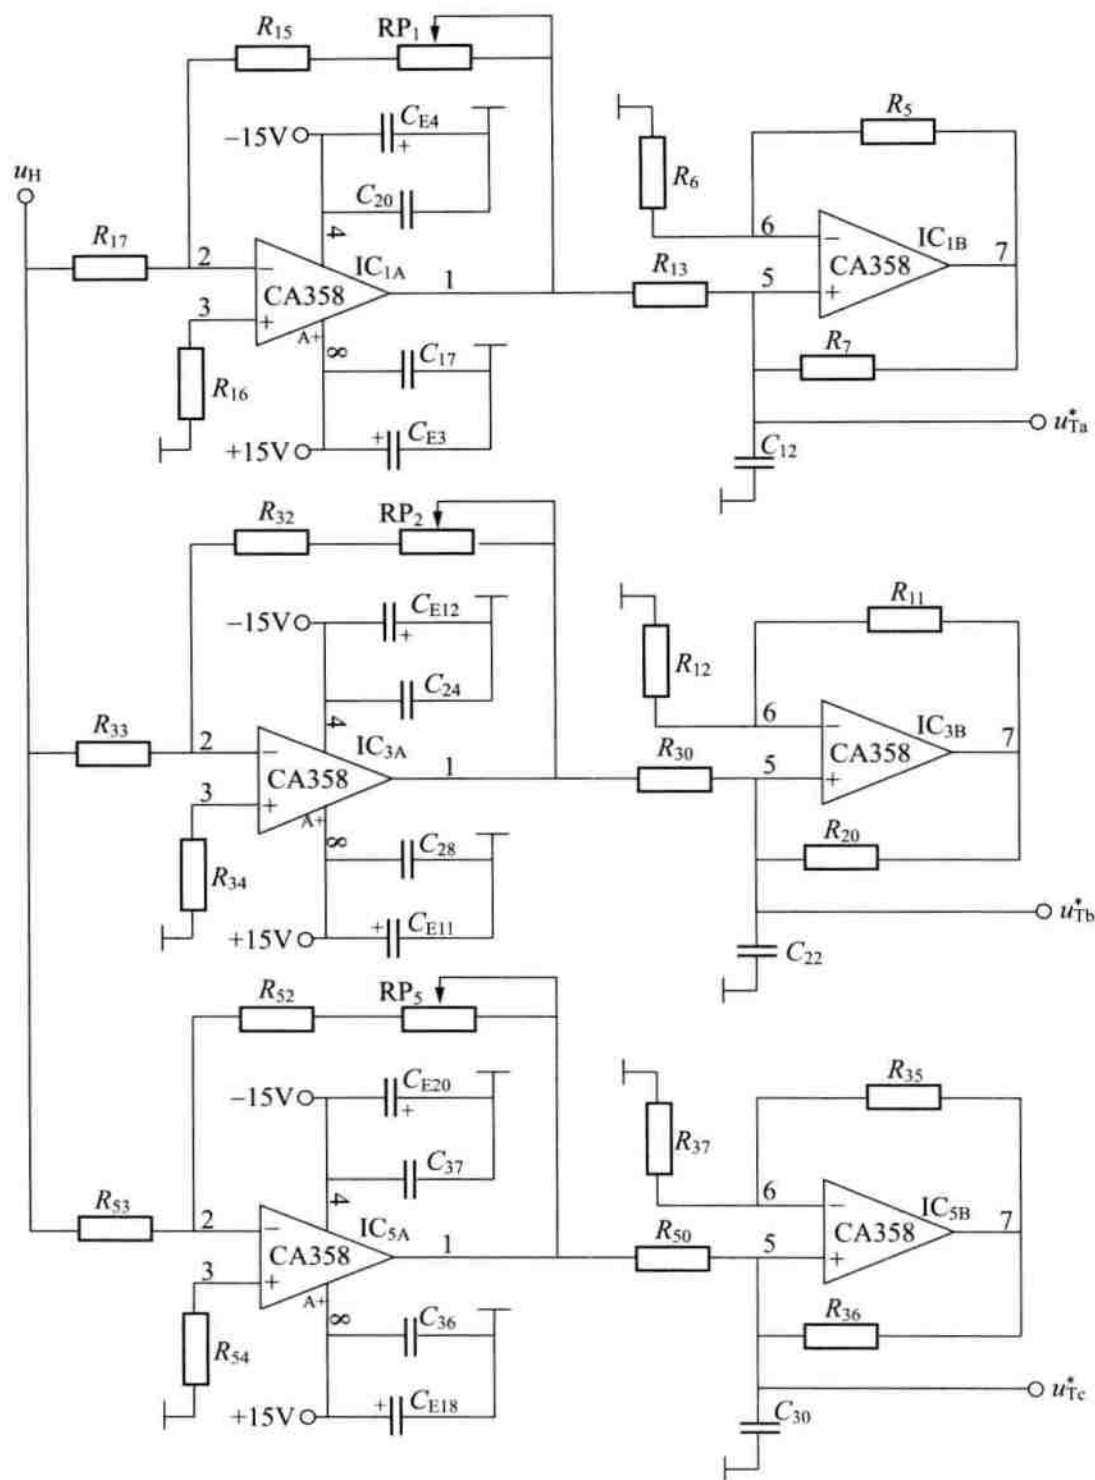 R15 RP1
−15V CE4
+
C20
uH
R17 2 − 4 IC1A
CA358 1
3 + A+ 8
R16 C17
+15V + CE3
R5
R6
6 − IC1B
CA358 7
R13 5 +
R7
u*Ta
C12
R32 RP2
−15V CE12
+
C24
R33 2 − 4 IC3A
CA358 1
3 + A+ 8
R34 C28
+15V + CE11
R11
R12
6 − IC3B
CA358 7
R30 5 +
R20
u*Tb
C22
R52 RP5
−15V CE20
+
C37
R53 2 − 4 IC5A
CA358 1
3 + A+ 8
R54 C36
+15V + CE18
R35
R37
6 − IC5B
CA358 7
R50 5 +
R36
u*Tc
C30